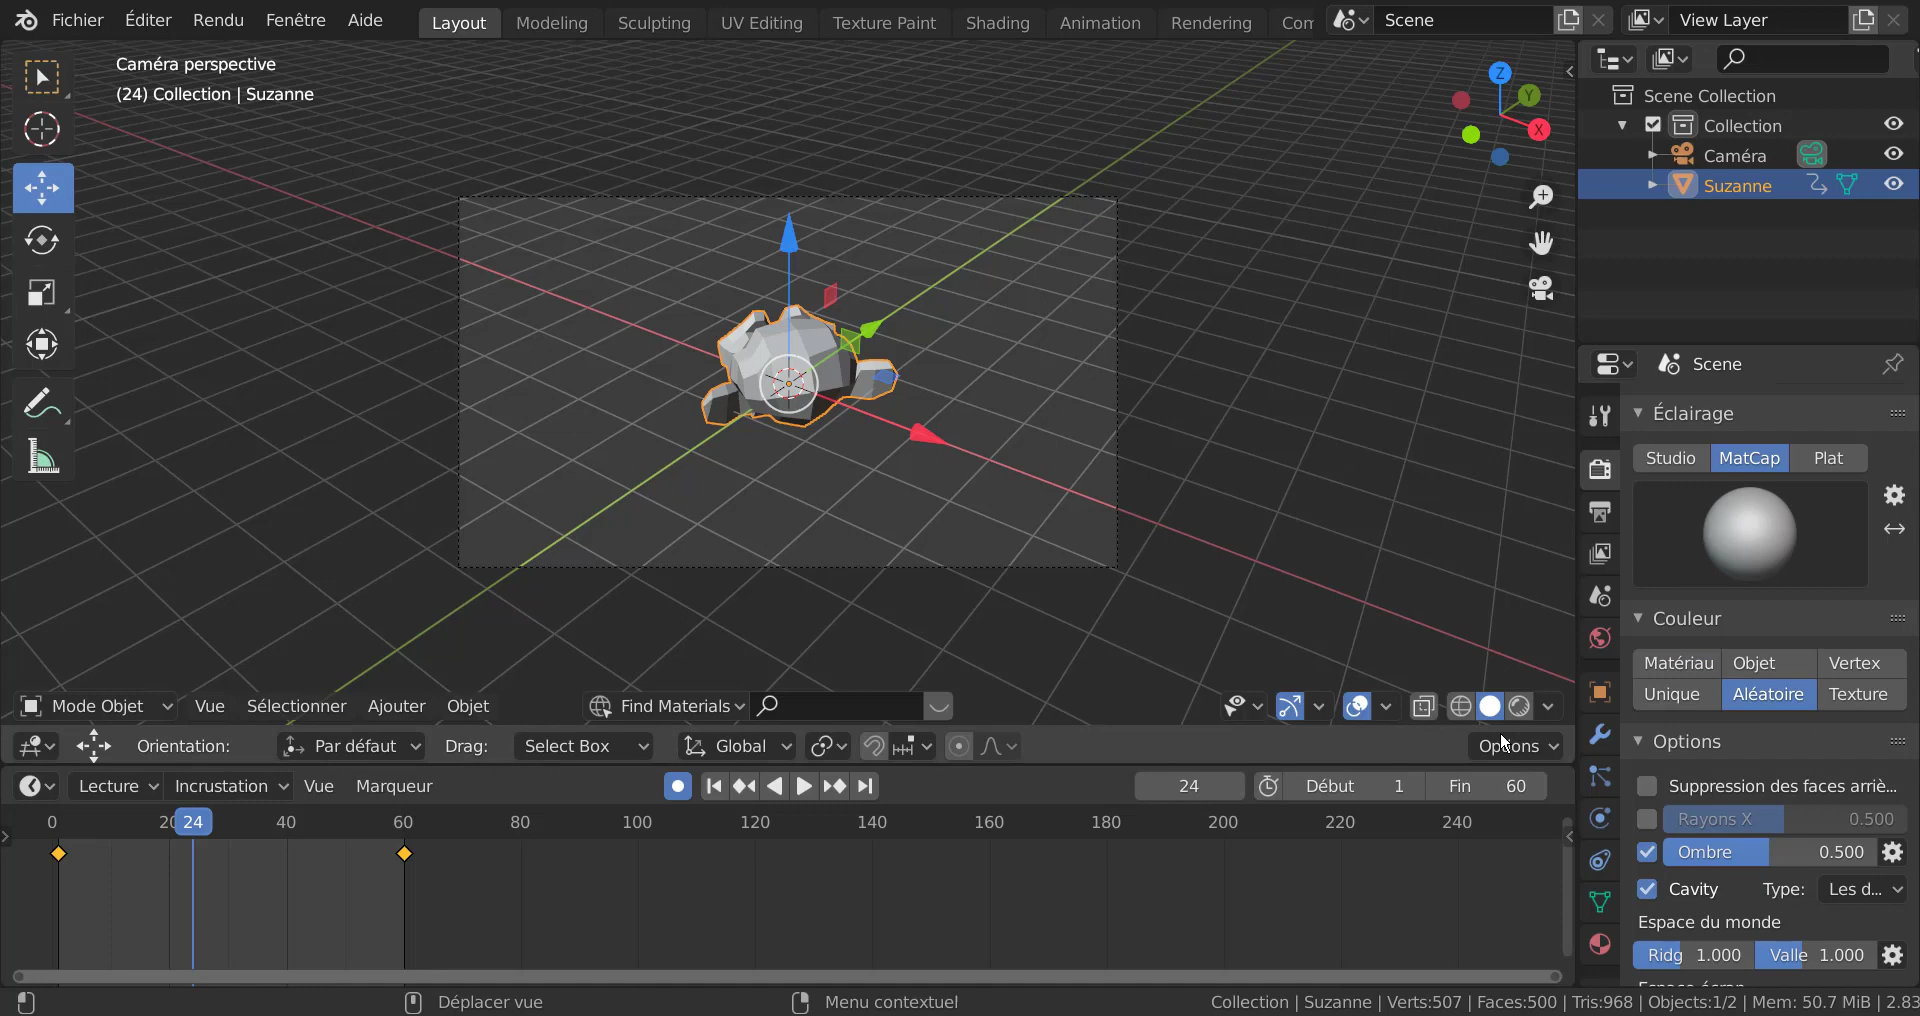 Fichier Éditer Rendu Fenêtre Aide Layout Modeling Sculpting UV Editing Texture Paint Shading Animation Rendering Com Scene View Layer
Caméra perspective
(24) Collection | Suzanne
Z
Y
X
Scene Collection
Collection
Caméra
Suzanne
Scene
Éclairage
Studio MatCap Plat
Couleur
Matériau Objet Vertex
Unique Aléatoire Texture
Options
Suppression des faces arriè...
Rayons X 0.500
Ombre 0.500
Cavity Type: Les d...
Espace du monde
Ridg 1.000 Valle 1.000
Mode Objet Vue Sélectionner Ajouter Objet Find Materials
Orientation: Par défaut Drag: Select Box Global Options
Lecture Incrustation Vue Marqueur 24 Début 1 Fin 60
0 20 24 40 60 80 100 120 140 160 180 200 220 240
Déplacer vue Menu contextuel Collection | Suzanne | Verts:507 | Faces:500 | Tris:968 | Objects:1/2 | Mem: 50.7 MiB | 2.83